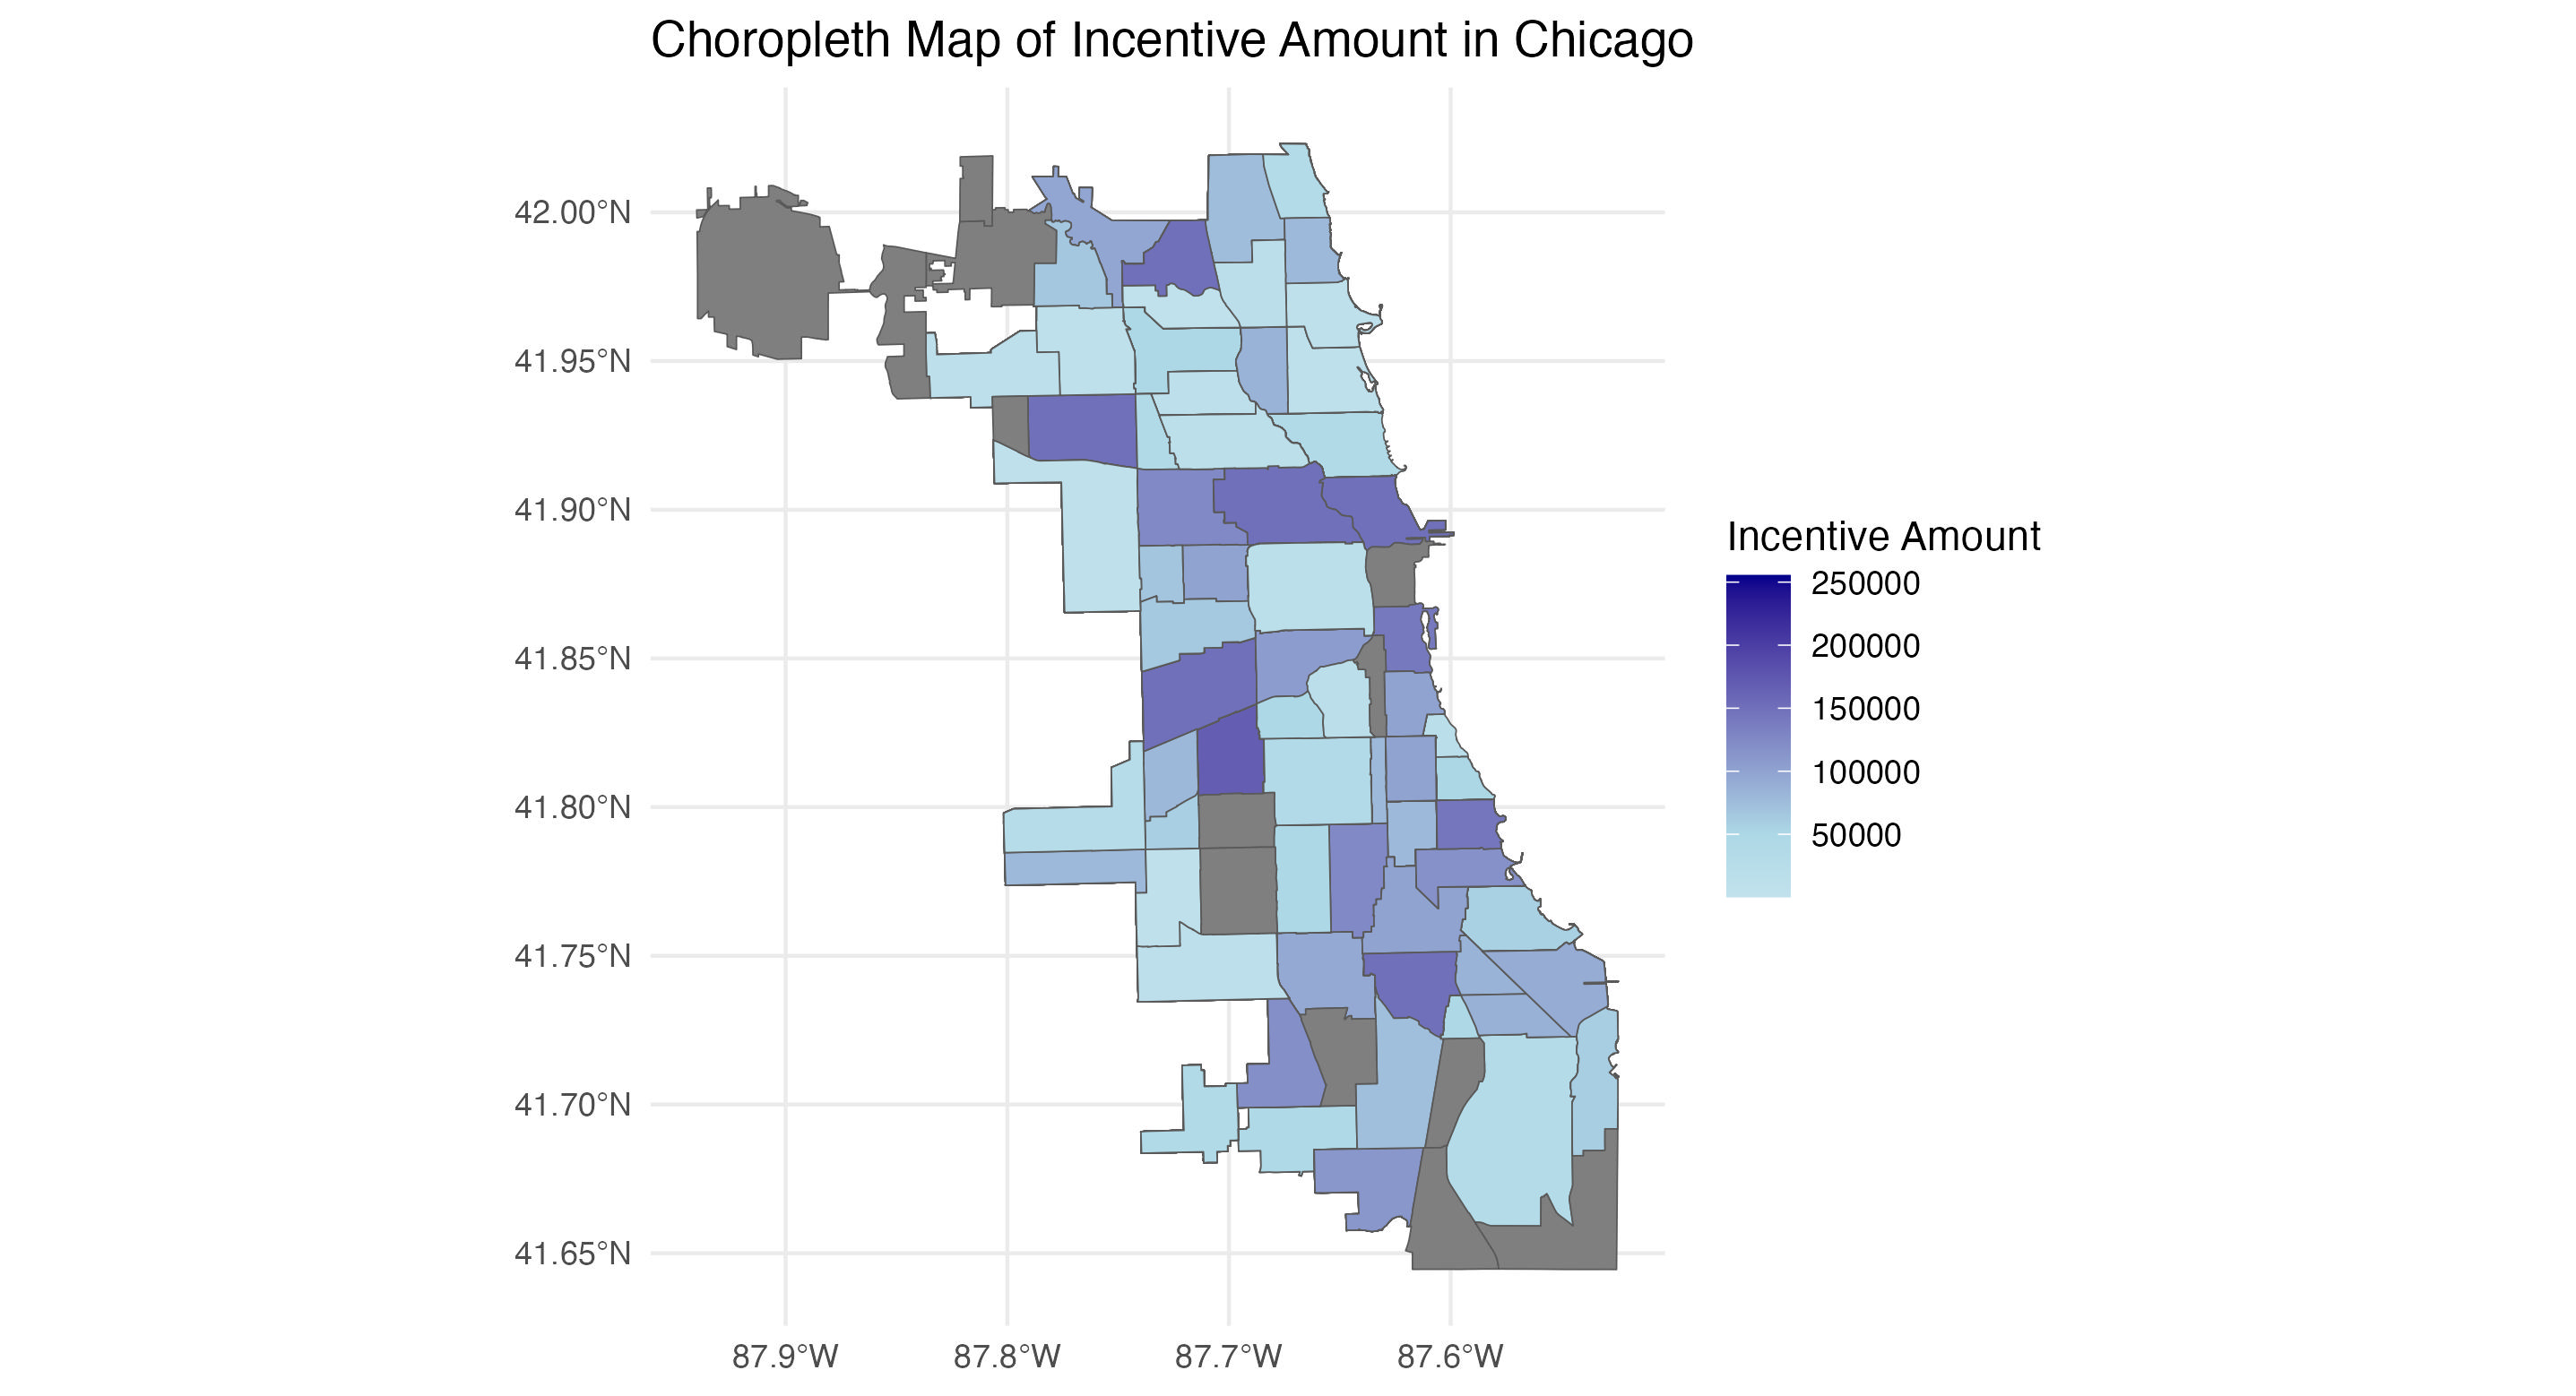 Choropleth Map of Incentive Amount in Chicago
42.00°N
41.95°N
41.90°N
41.85°N
41.80°N
41.75°N
41.70°N
41.65°N
87.9°W
87.8°W
87.7°W
87.6°W
Incentive Amount
250000
200000
150000
100000
50000